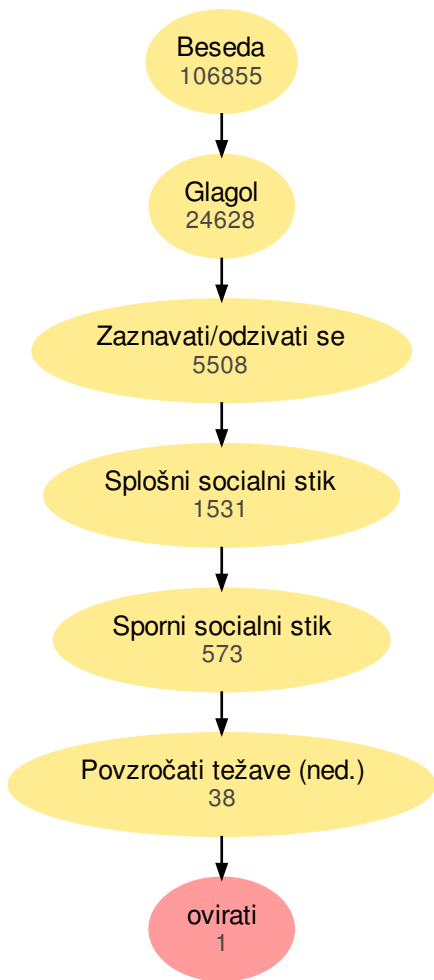 Beseda
106855
Glagol
24628
Zaznavati/odzivati se
5508
Splošni socialni stik
1531
Sporni socialni stik
573
Povzročati težave (ned.)
38
ovirati
1